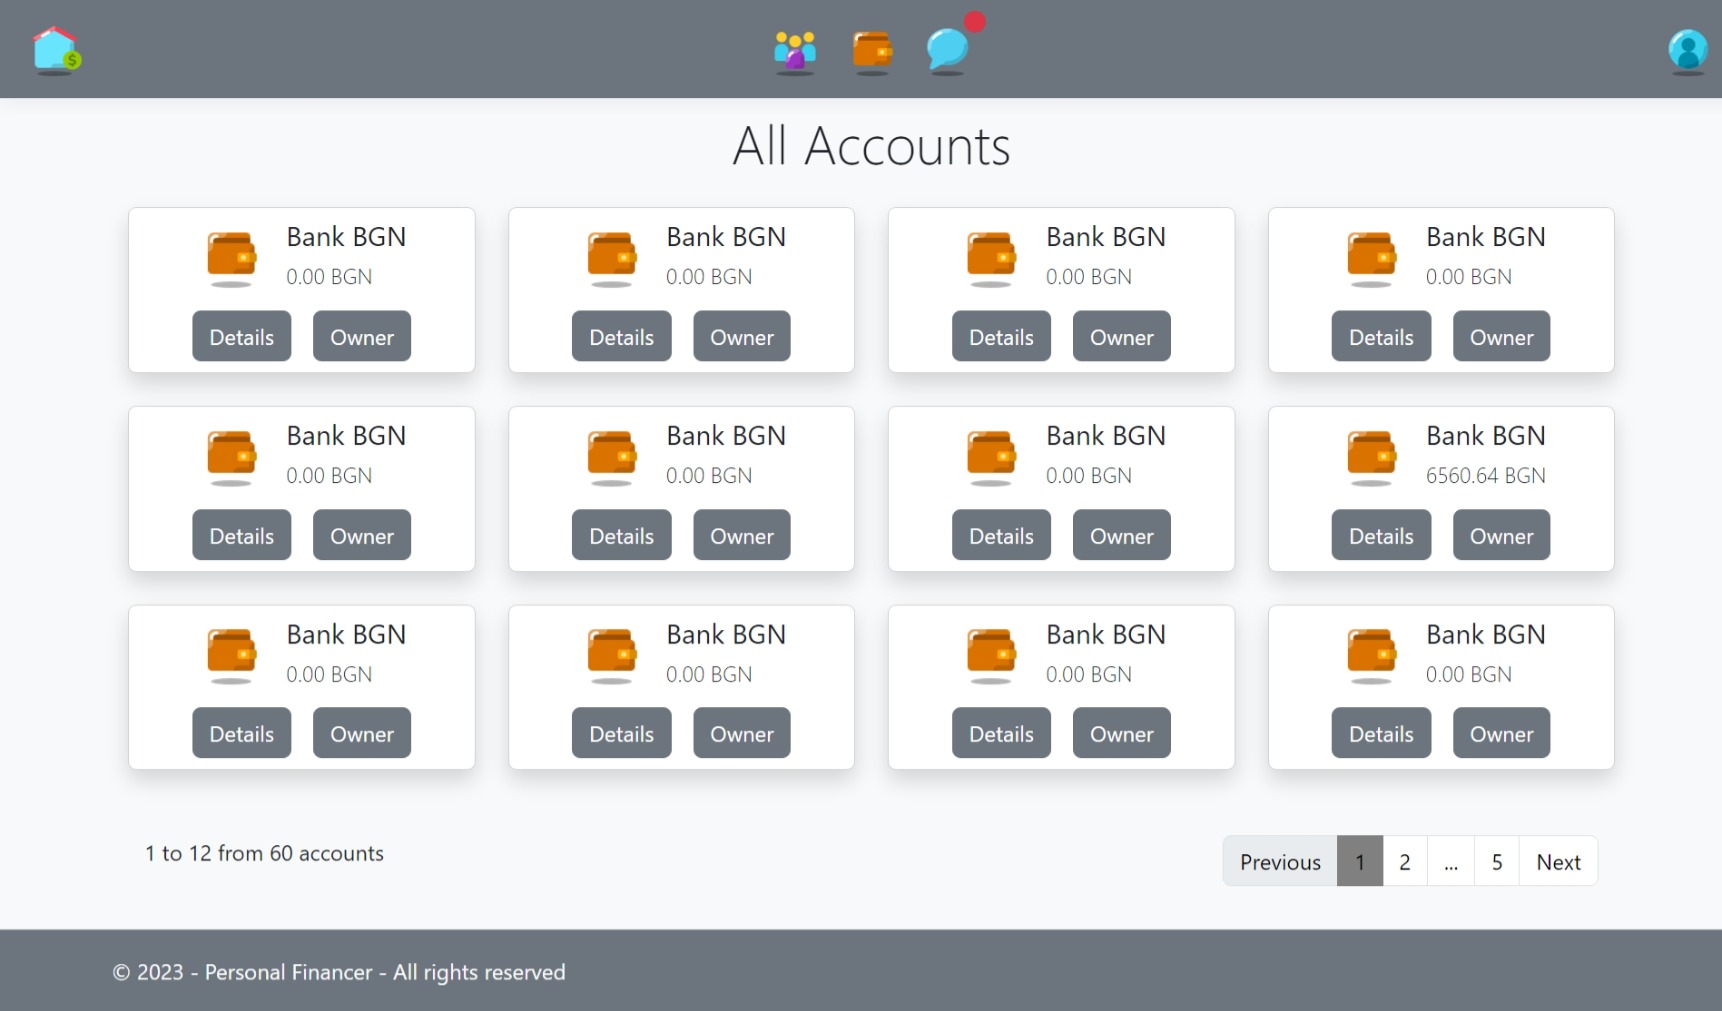 All Accounts
Bank BGN Bank BGN Bank BGN Bank BGN
0.00 BGN 0.00 BGN 0.00 BGN 0.00 BGN
Details Owner Details Owner Details Owner Details Owner
Bank BGN Bank BGN Bank BGN Bank BGN
0.00 BGN 0.00 BGN 0.00 BGN 6560.64 BGN
Details Owner Details Owner Details Owner Details Owner
Bank BGN Bank BGN Bank BGN Bank BGN
0.00 BGN 0.00 BGN 0.00 BGN 0.00 BGN
Details Owner Details Owner Details Owner Details Owner
1 to 12 from 60 accounts
Previous 1 2 ... 5 Next
© 2023 - Personal Financer - All rights reserved